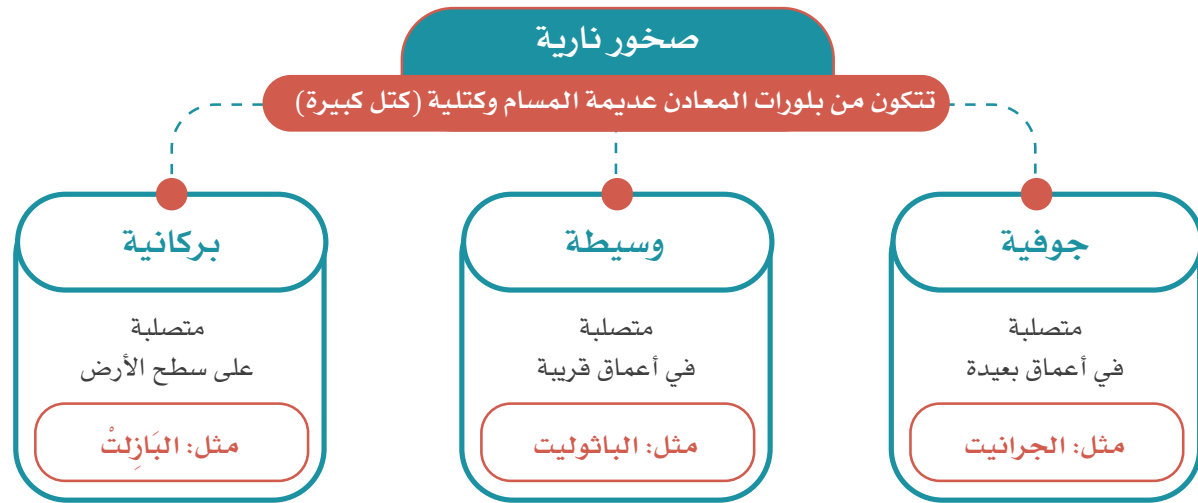 صخور نارية
تتكون من بلورات المعادن عديمة المسام وكتلية (كتل كبيرة)
جوفية
متصلبة
في أعماق بعيدة
مثل: الجرانيت
وسيطة
متصلبة
في أعماق قريبة
مثل: الباثوليت
بركانية
متصلبة
على سطح الأرض
مثل: البَازِلتْ